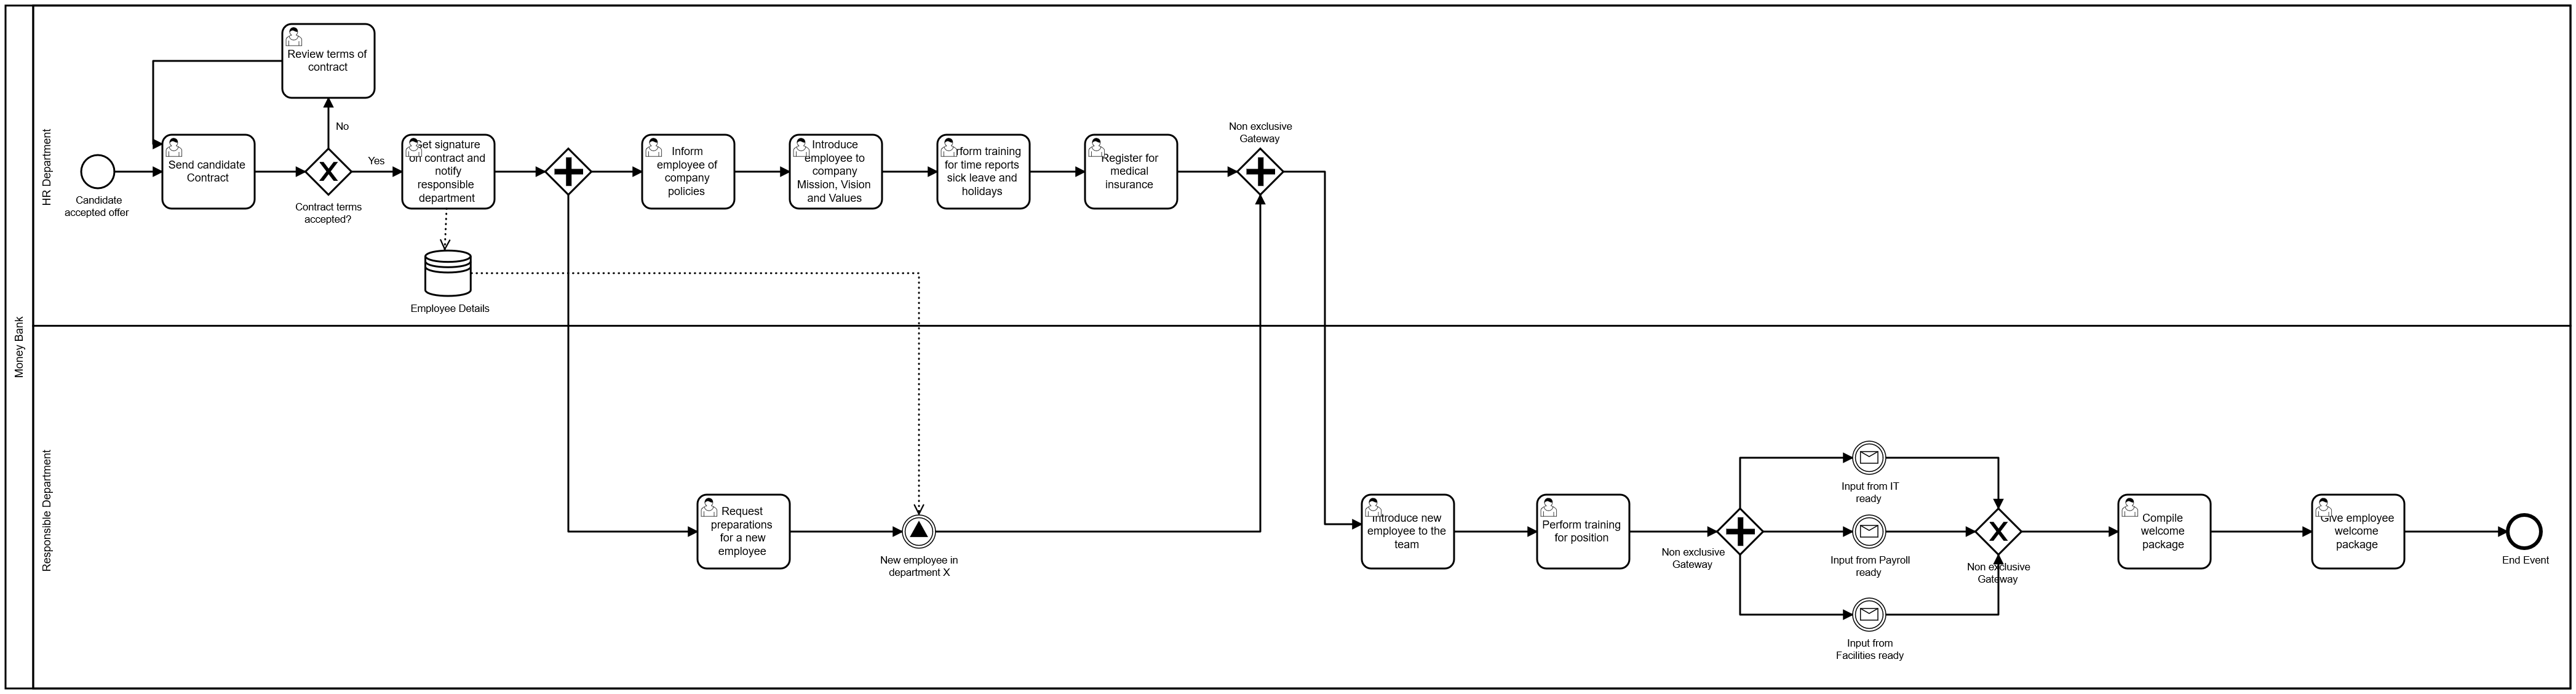 Money Bank
HR Department
Review terms of
contract
No
Candidate
accepted offer
Send candidate
Contract
Contract terms
accepted?
Yes
Get signature
on contract and
notify
responsible
department
Employee Details
Inform
employee of
company
policies
Introduce
employee to
company
Mission, Vision
and Values
Perform training
for time reports
sick leave and
holidays
Register for
medical
insurance
Non exclusive
Gateway
Responsible Department
Request
preparations
for a new
employee
New employee in
department X
Introduce new
employee to the
team
Perform training
for position
Non exclusive
Gateway
Input from IT
ready
Input from Payroll
ready
Input from
Facilities ready
Non exclusive
Gateway
Compile
welcome
package
Give employee
welcome
package
End Event